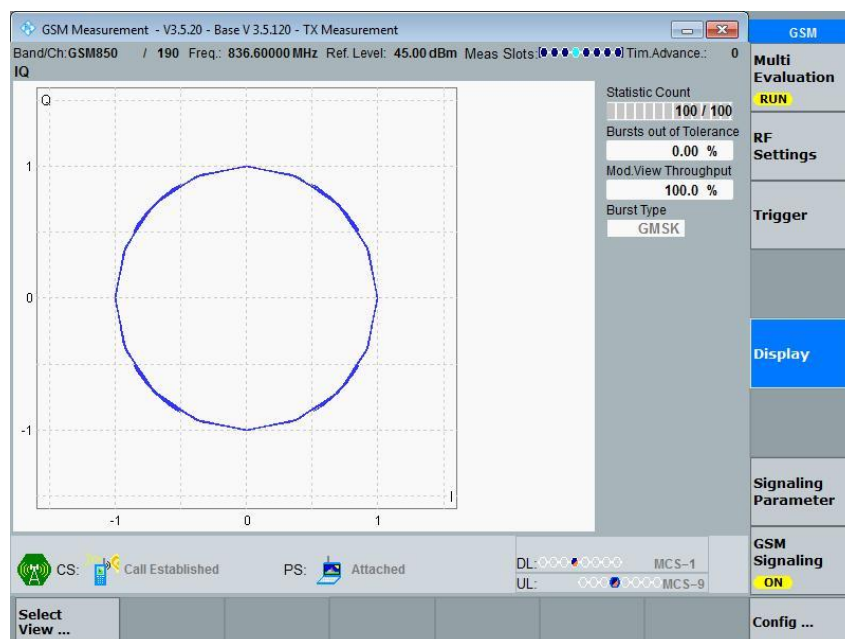 GSM Measurement - V3.5.20 - Base V 3.5.120 - TX Measurement
GSM
Band/Ch: GSM850 / 190 Freq.: 836.60000 MHz Ref. Level: 45.00 dBm Meas Slots: Tim.Advance.: 0
IQ
Q
1
0
-1
I
-1 0 1
Statistic Count
100 / 100
Bursts out of Tolerance
0.00 %
Mod.View Throughput
100.0 %
Burst Type
GMSK
Multi
Evaluation
RUN
RF
Settings
Trigger
Display
Signaling
Parameter
GSM
Signaling
ON
CS: Call Established PS: Attached
DL: MCS-1
UL: MCS-9
Select
View ...
Config ...